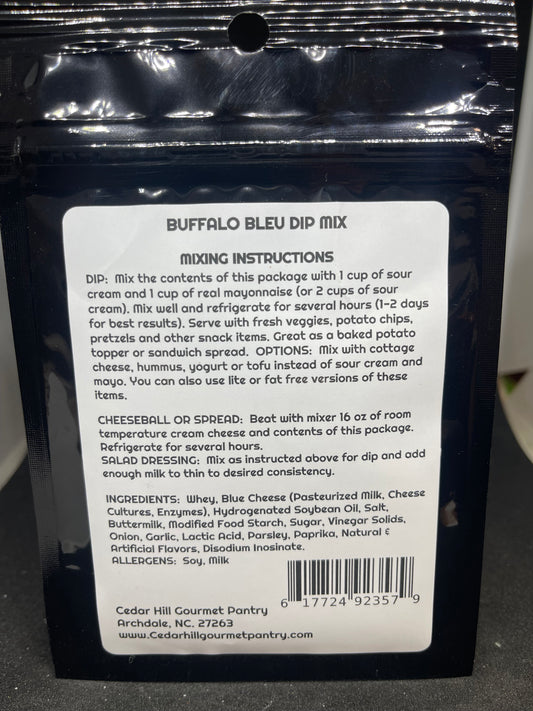 BUFFALO BLEU DIP MIX
MIXING INSTRUCTIONS
DIP: Mix the contents of this package with 1 cup of sour
cream and 1 cup of real mayonnaise (or 2 cups of sour
cream). Mix well and refrigerate for several hours (1-2 days
for best results). Serve with fresh veggies, potato chips,
pretzels and other snack items. Great as a baked potato
topper or sandwich spread. OPTIONS: Mix with cottage
cheese, hummus, yogurt or tofu instead of sour cream and
mayo. You can also use lite or fat free versions of these
items.
CHEESEBALL OR SPREAD: Beat with mixer 16 oz of room
temperature cream cheese and contents of this package.
Refrigerate for several hours.
SALAD DRESSING: Mix as instructed above for dip and add
enough milk to thin to desired consistency.
INGREDIENTS: Whey, Blue Cheese (Pasteurized Milk, Cheese
Cultures, Enzymes), Hydrogenated Soybean Oil, Salt,
Buttermilk, Modified Food Starch, Sugar, Vinegar Solids,
Onion, Garlic, Lactic Acid, Parsley, Paprika, Natural &
Artificial Flavors, Disodium Inosinate.
ALLERGENS: Soy, Milk
6 17724 92357 9
Cedar Hill Gourmet Pantry
Archdale, NC. 27263
www.Cedarhillgourmetpantry.com